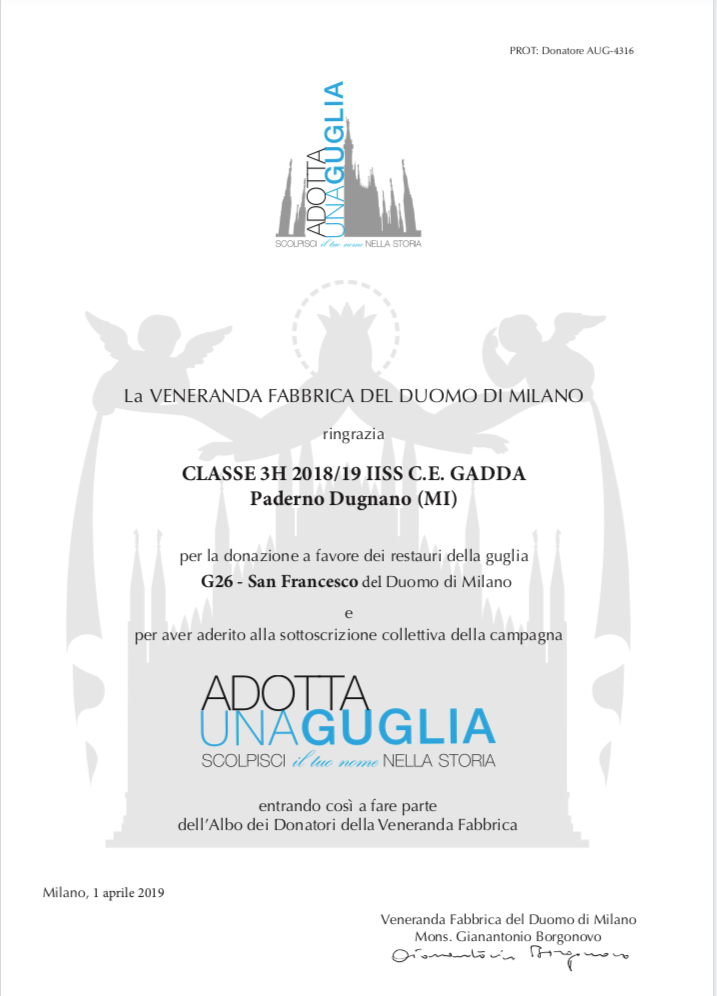 PROT: Donatore AUG-4316
ADOTTA
UNAGUGLIA
SCOLPISCI il tuo nome NELLA STORIA
La VENERANDA FABBRICA DEL DUOMO DI MILANO
ringrazia
CLASSE 3H 2018/19 IISS C.E. GADDA
Paderno Dugnano (MI)
per la donazione a favore dei restauri della guglia
G26 - San Francesco del Duomo di Milano
e
per aver aderito alla sottoscrizione collettiva della campagna
ADOTTA
UNAGUGLIA
SCOLPISCI il tuo nome NELLA STORIA
entrando così a fare parte
dell'Albo dei Donatori della Veneranda Fabbrica
Milano, 1 aprile 2019
Veneranda Fabbrica del Duomo di Milano
Mons. Gianantonio Borgonovo
Gianantonio Borgonovo